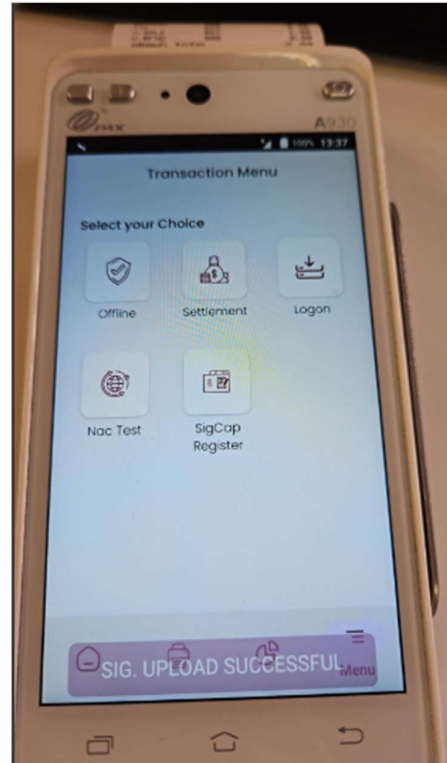 PAX
A930
100% 13:37
Transaction Menu
Select your Choice
Offline
Settlement
Logon
Nac Test
SigCap
Register
SIG. UPLOAD SUCCESSFUL
Menu